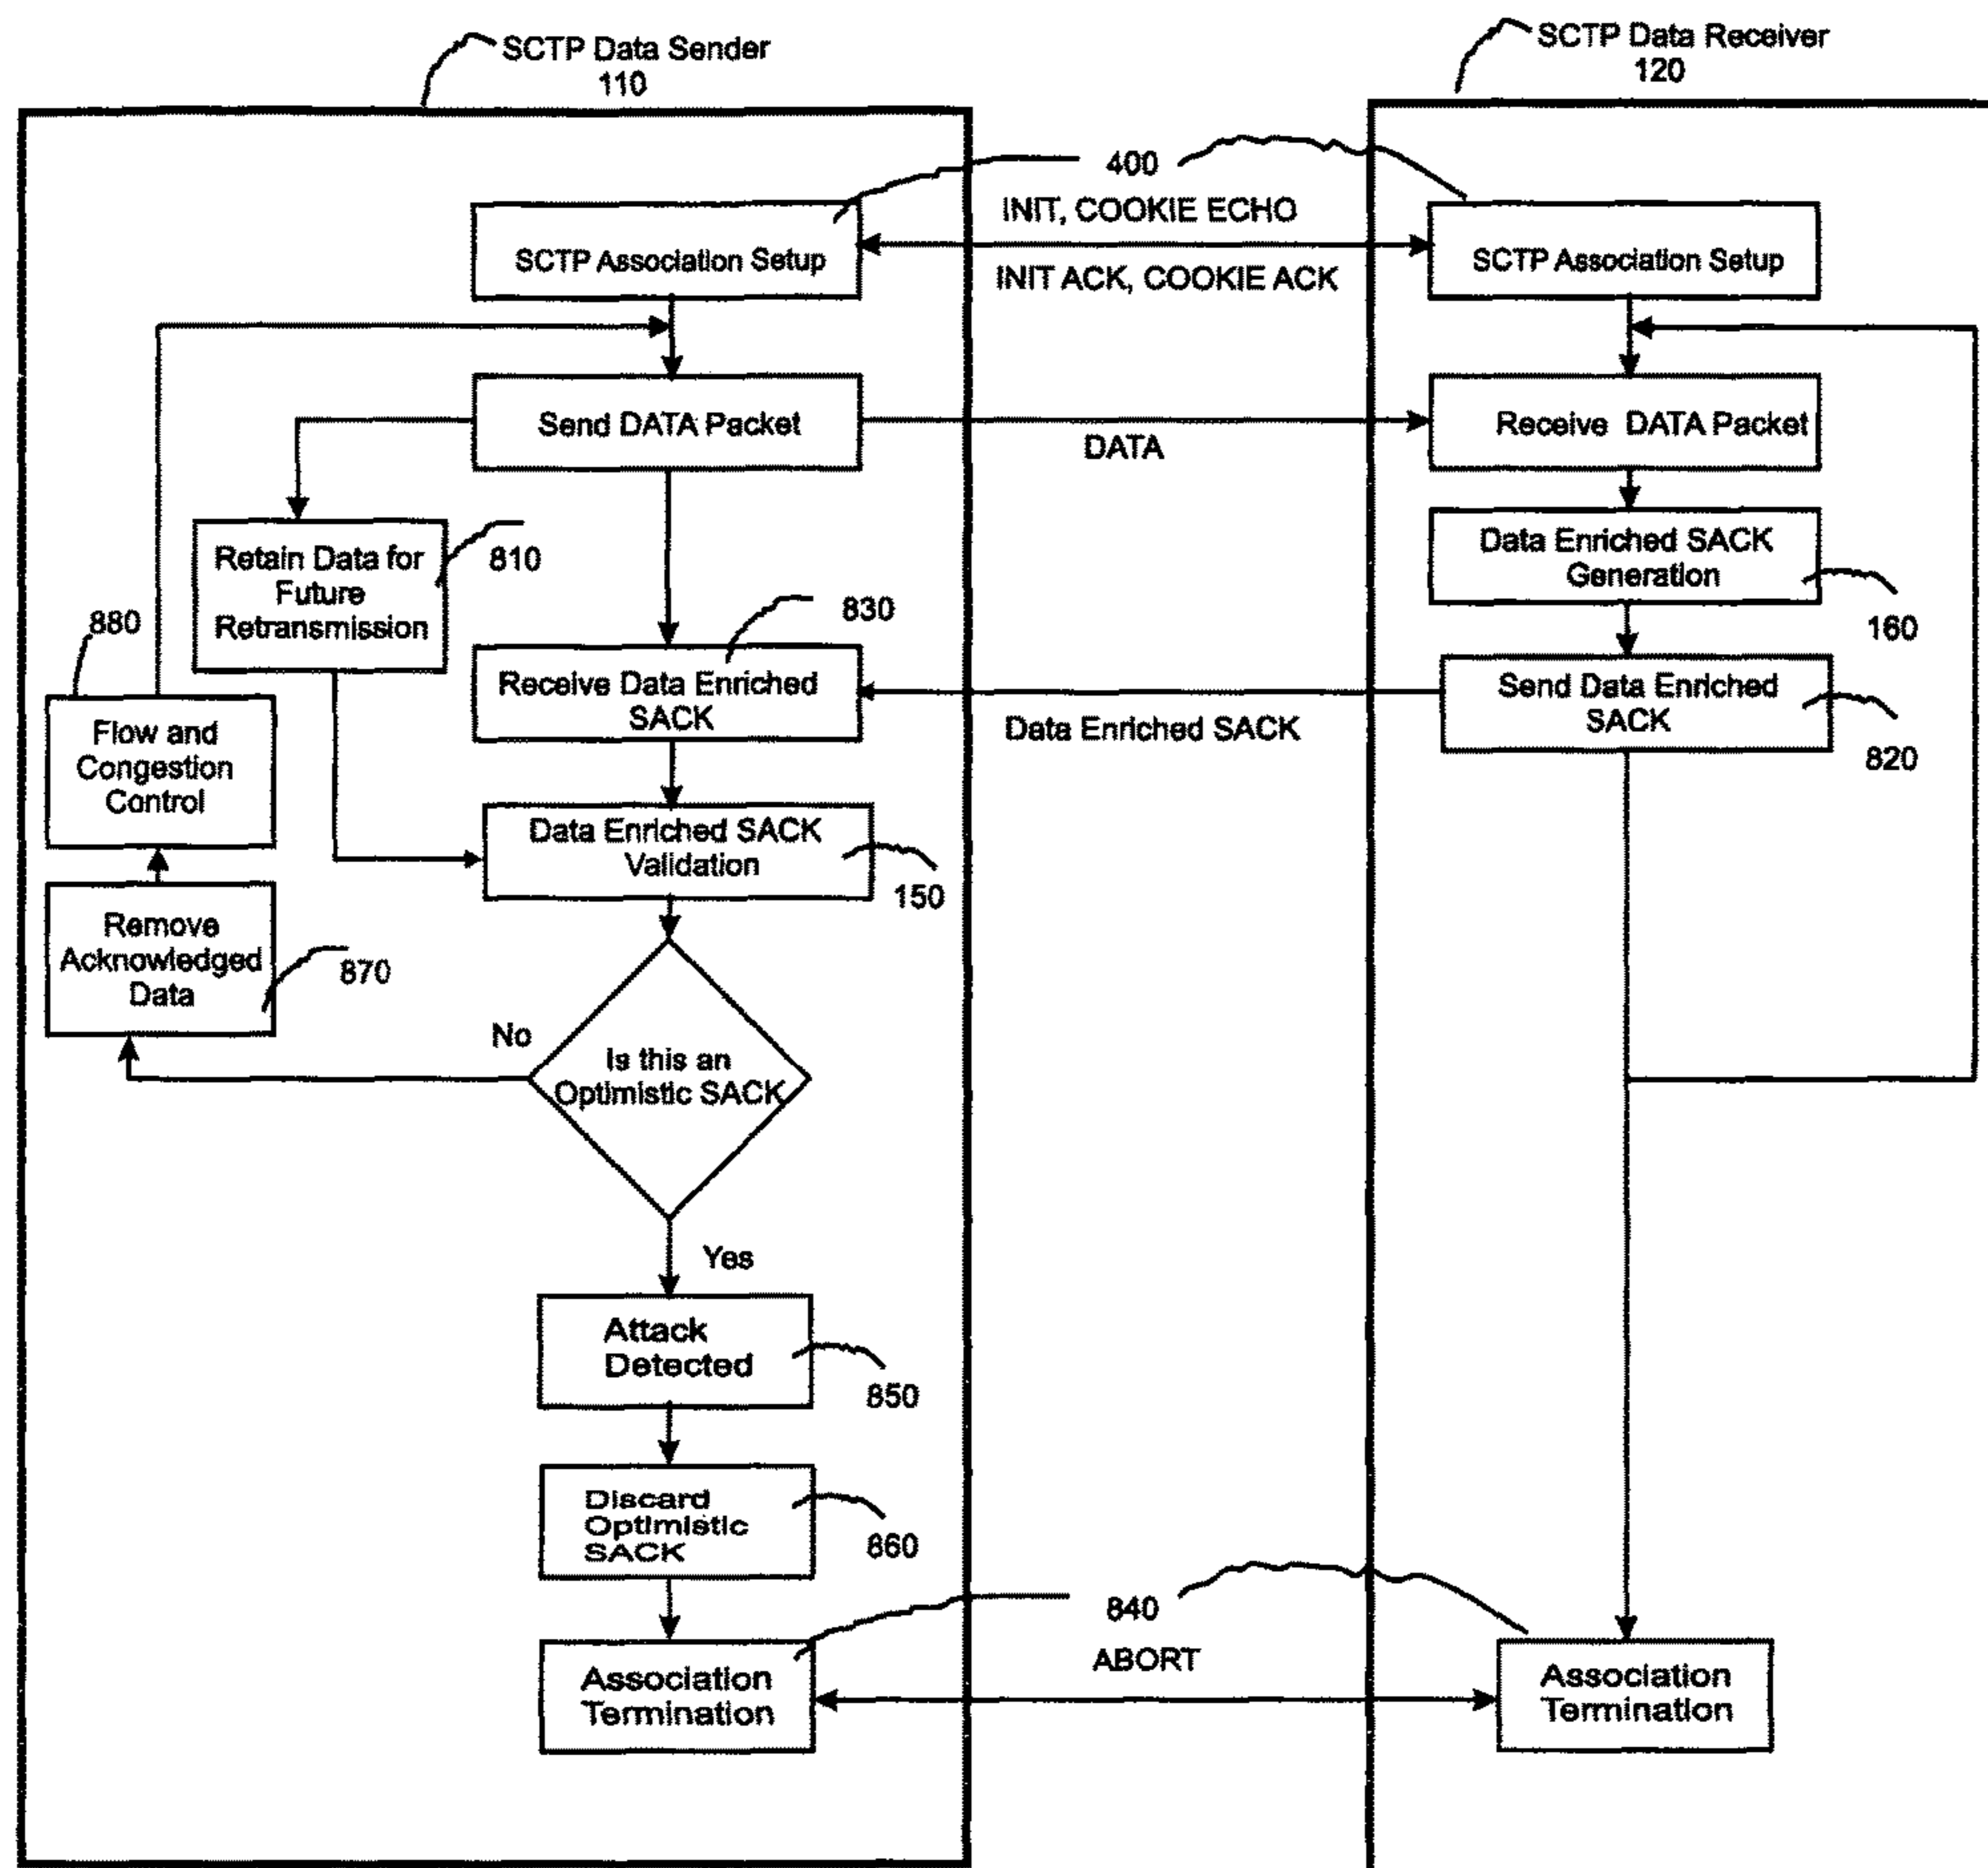 SCTP Data Sender
110
SCTP Data Receiver
120
400
INIT, COOKIE ECHO
INIT ACK, COOKIE ACK
SCTP Association Setup
SCTP Association Setup
Send DATA Packet
DATA
Receive DATA Packet
Retain Data for
Future
Retransmission
810
Data Enriched SACK
Generation
160
880
830
Receive Data Enriched
SACK
Data Enriched SACK
Send Data Enriched
SACK
820
Flow and
Congestion
Control
Data Enriched SACK
Validation
150
Remove
Acknowledged
Data
870
No
Is this an
Optimistic SACK
Yes
Attack
Detected
850
Discard
Optimistic
SACK
860
840
ABORT
Association
Termination
Association
Termination